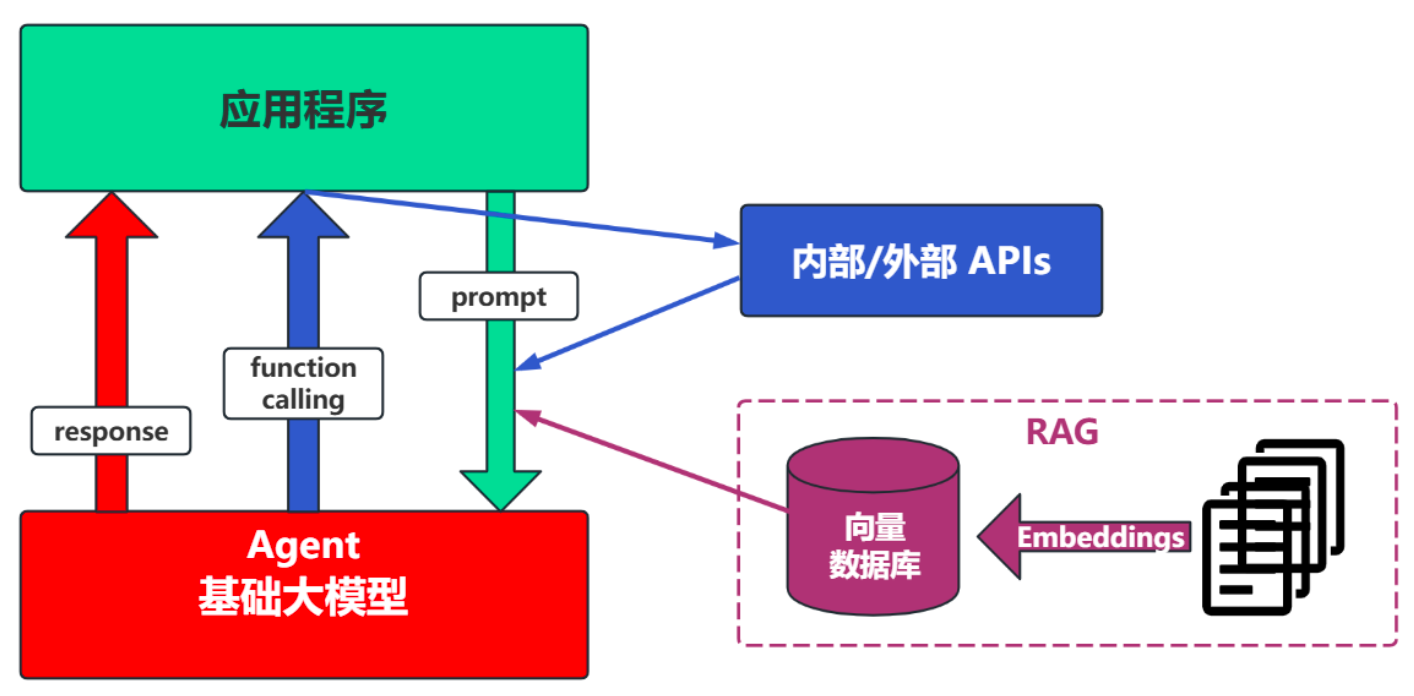 应用程序
内部/外部 APIs
prompt
function
calling
response
RAG
向量
数据库
Embeddings
Agent
基础大模型